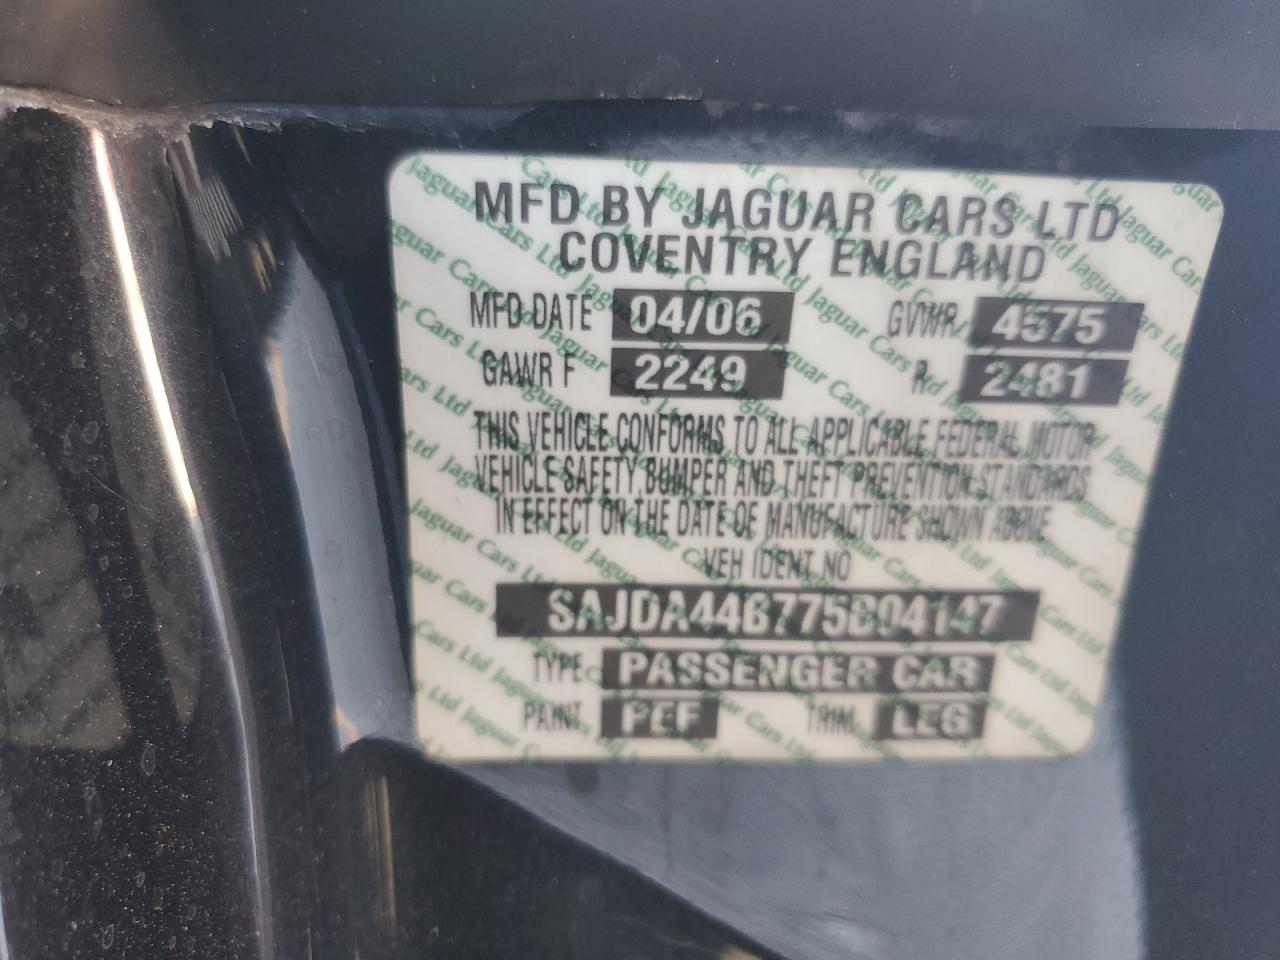 MFD BY JAGUAR CARS LTD
COVENTRY ENGLAND
MFD DATE 04/06 GVWR 4575
GAWR F 2249 R 2481
THIS VEHICLE CONFORMS TO ALL APPLICABLE FEDERAL MOTOR
VEHICLE SAFETY, BUMPER AND THEFT PREVENTION STANDARDS
IN EFFECT ON THE DATE OF MANUFACTURE SHOWN ABOVE
VEH IDENT NO
SAJDA44B775B04147
TYPE PASSENGER CAR
PAINT PEF TRIM LEG